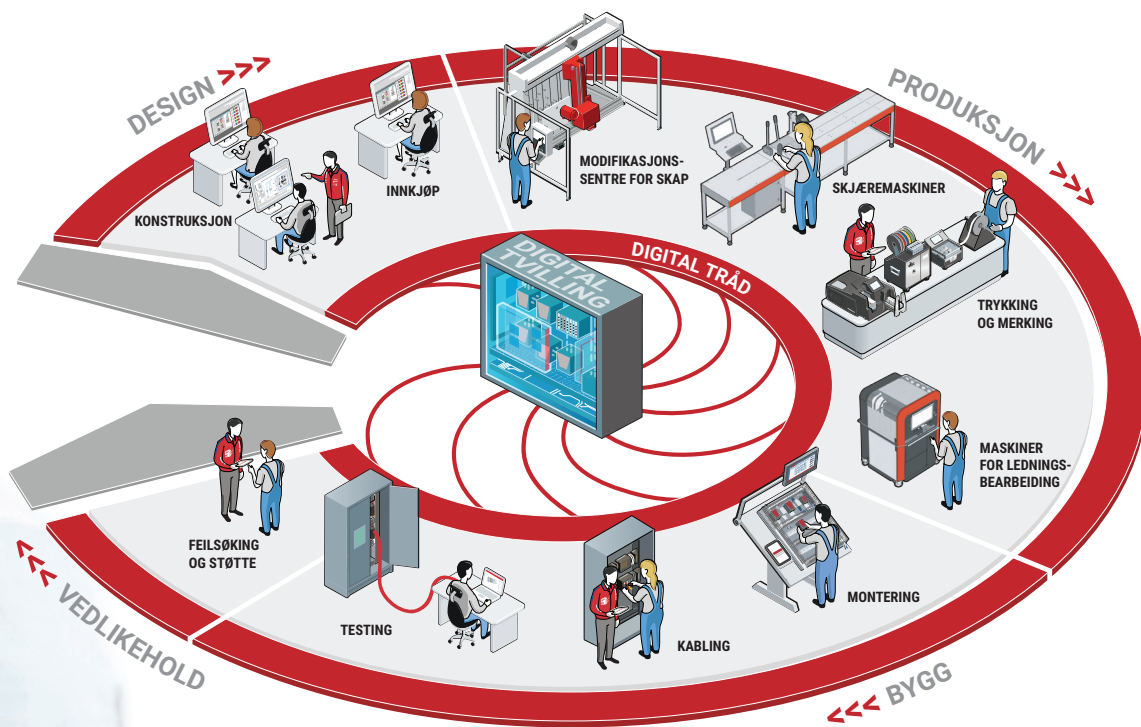 DESIGN >>>
KONSTRUKSJON
INNKJØP
MODIFIKASJONS-
SENTRE FOR SKAP
PRODUKSJON >>>
SKJÆREMASKINER
TRYKKING
OG MERKING
MASKINER
FOR LEDNINGS-
BEARBEIDING
DIGITAL TRÅD
DIGITAL
TVILLING
MONTERING
<<< BYGG
KABLING
TESTING
FEILSØKING
OG STØTTE
<<< VEDLIKEHOLD